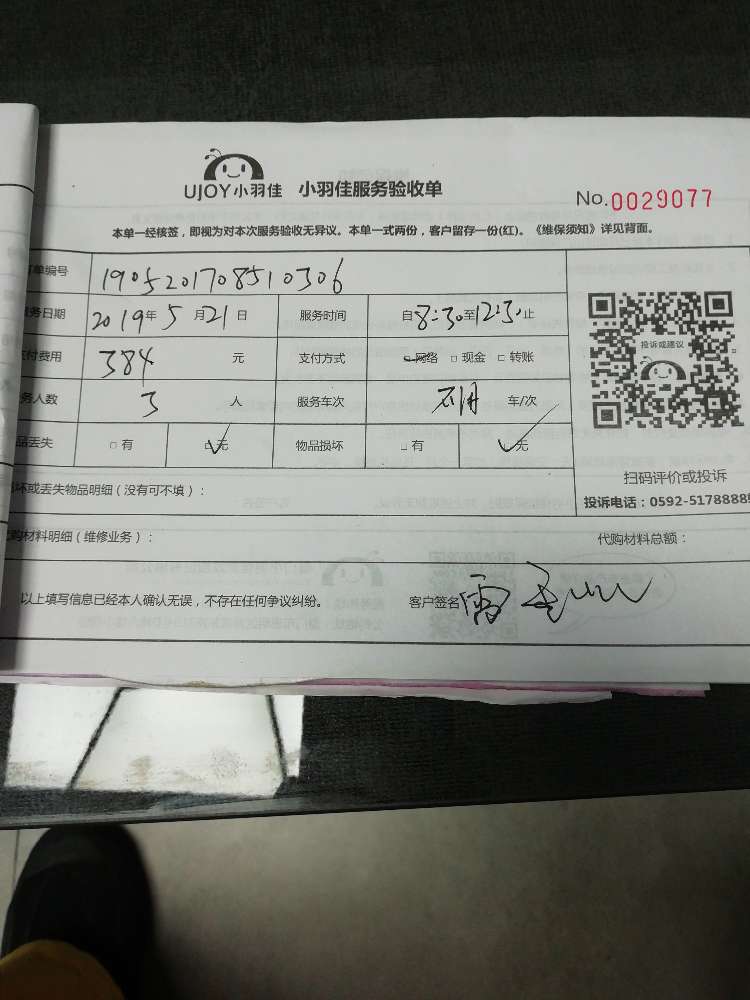 UJOY小羽佳 小羽佳服务验收单
No.0029077
本单一经核签，即视为对本次服务验收无异议。本单一式两份，客户留存一份(红)。《维保须知》详见背面。
单编号 1905201708510306
务日期 2019年5月21日 服务时间 自8:30至12:30止
付费用 384 元 支付方式 网络 □ 现金 □ 转账
务人数 3 人 服务车次 车/次
品丢失 □ 有 无 物品损坏 □ 有 无
投诉或建议
扫码评价或投诉
投诉电话：0592-5178888
坏或丢失物品明细（没有可不填）：
购材料明细（维修业务）： 代购材料总额：
以上填写信息已经本人确认无误，不存在任何争议纠纷。 客户签名 雷